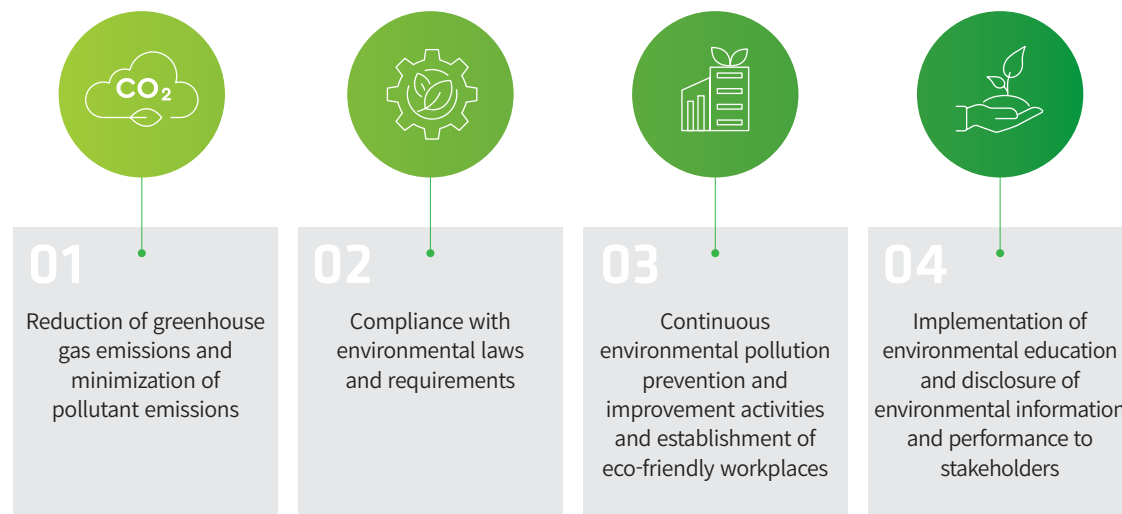 CO₂
01
Reduction of greenhouse
gas emissions and
minimization of
pollutant emissions
02
Compliance with
environmental laws
and requirements
03
Continuous
environmental pollution
prevention and
improvement activities
and establishment of
eco-friendly workplaces
04
Implementation of
environmental education
and disclosure of
environmental information
and performance to
stakeholders